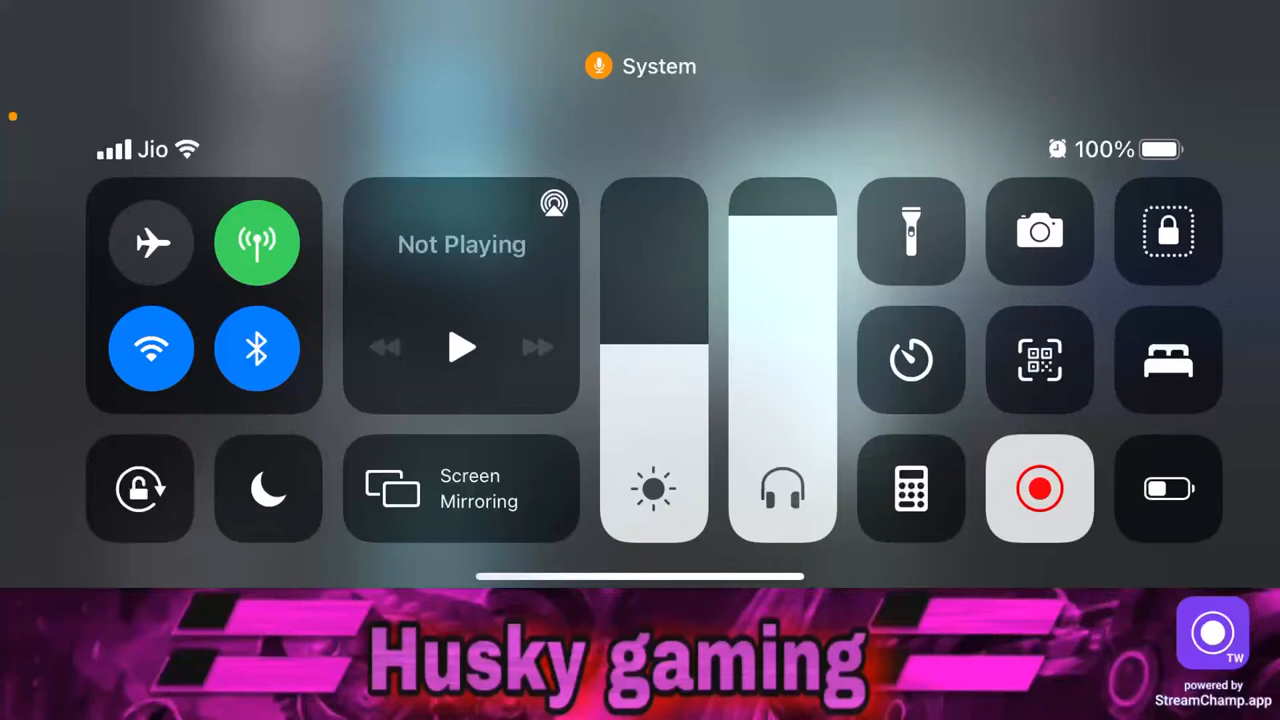 System
Jio
100%
Not Playing
Screen
Mirroring
Husky gaming
TW
powered by
StreamChamp.app